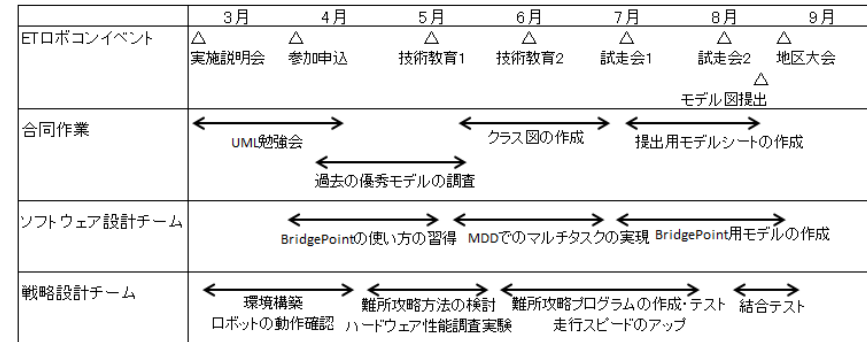 3月 4月 5月 6月 7月 8月 9月
ETロボコンイベント △ △ △ △ △ △ △
実施説明会 参加申込 技術教育1 技術教育2 試走会1 試走会2 地区大会
△
モデル図提出
合同作業
UML勉強会 クラス図の作成 提出用モデルシートの作成
過去の優秀モデルの調査
ソフトウェア設計チーム
BridgePointの使い方の習得 MDDでのマルチタスクの実現 BridgePoint用モデルの作成
戦略設計チーム
環境構築 難所攻略方法の検討 難所攻略プログラムの作成・テスト 結合テスト
ロボットの動作確認 ハードウェア性能調査実験 走行スピードのアップ